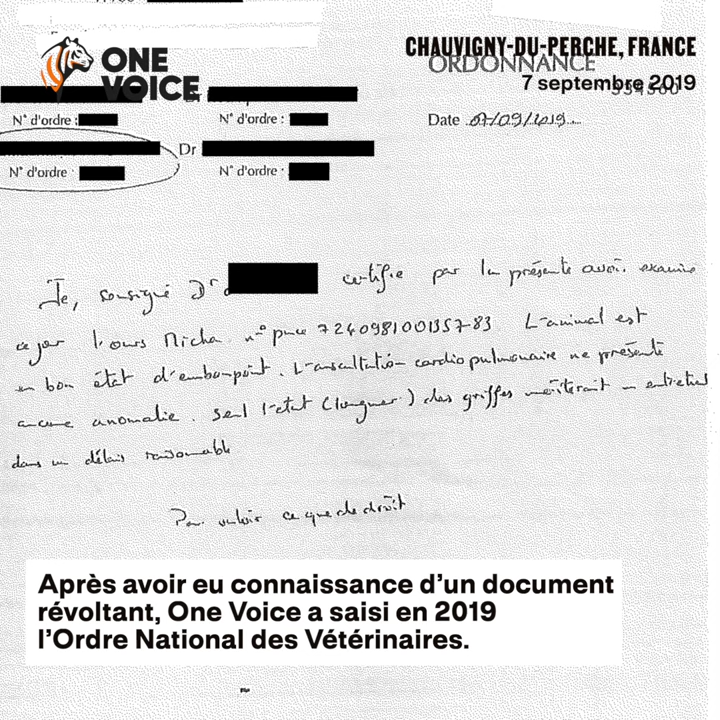 ONE
VOICE
CHAUVIGNY-DU-PERCHE, FRANCE
ORDONNANCE
7 septembre 2019
N° d'ordre : N° d'ordre :
Date 07/09/2019
Dr
N° d'ordre N° d'ordre :
Je, soussigné Dr certifie par la présente avoir examiné
ce jour l'ours Micha n° puce 724098100135783. L'animal est
en bon état d'embonpoint. L'auscultation cardio pulmonaire ne présente
aucune anomalie. Seul l'état (longueur) des griffes mériterait un entretien
dans un délais raisonnable
Pour valoir ce que de droit
Après avoir eu connaissance d'un document
révoltant, One Voice a saisi en 2019
l'Ordre National des Vétérinaires.